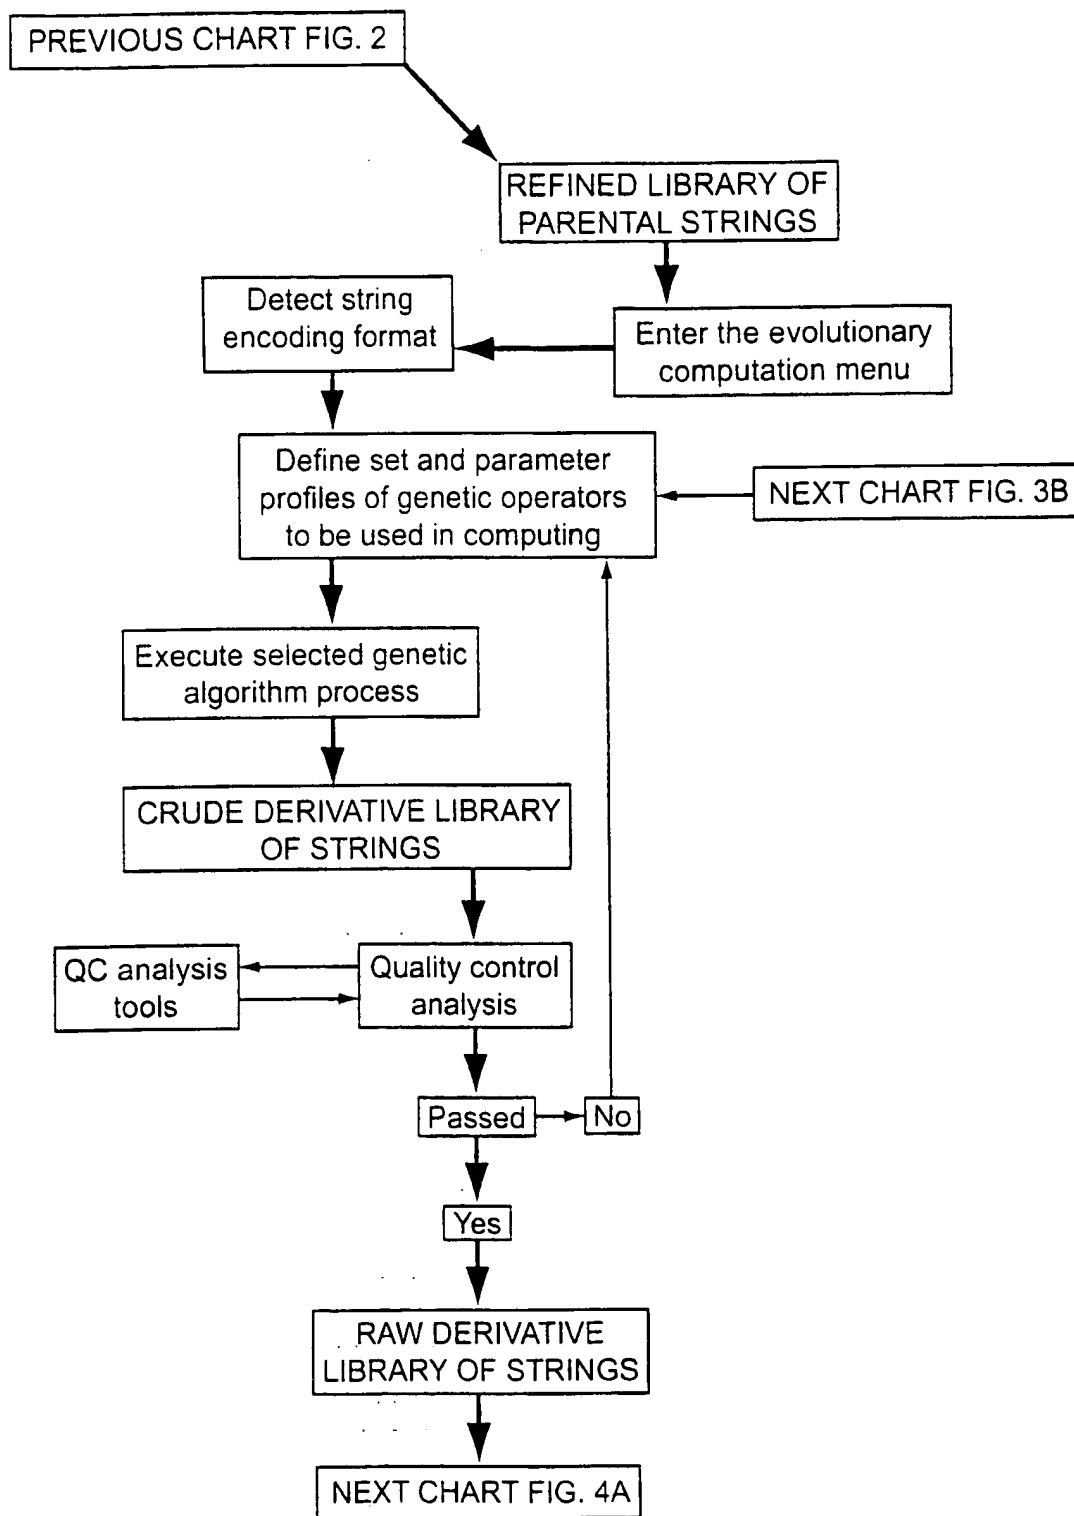 PREVIOUS CHART FIG. 2
REFINED LIBRARY OF
PARENTAL STRINGS
Detect string
encoding format
Enter the evolutionary
computation menu
Define set and parameter
profiles of genetic operators
to be used in computing
NEXT CHART FIG. 3B
Execute selected genetic
algorithm process
CRUDE DERIVATIVE LIBRARY
OF STRINGS
QC analysis
tools
Quality control
analysis
Passed
No
Yes
RAW DERIVATIVE
LIBRARY OF STRINGS
NEXT CHART FIG. 4A